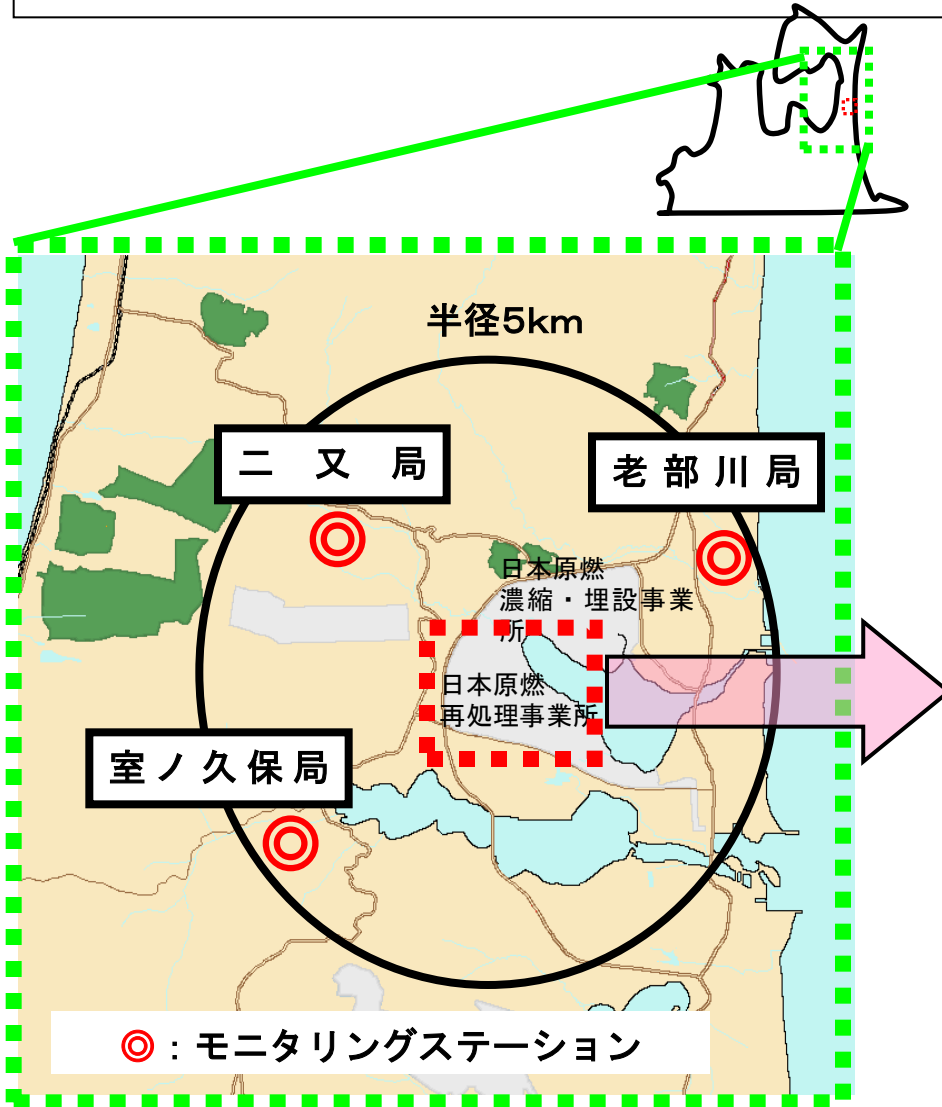 半径5km
二又局
老部川局
日本原燃
濃縮・埋設事業
所
日本原燃
再処理事業所
室ノ久保局
◎:モニタリングステーション